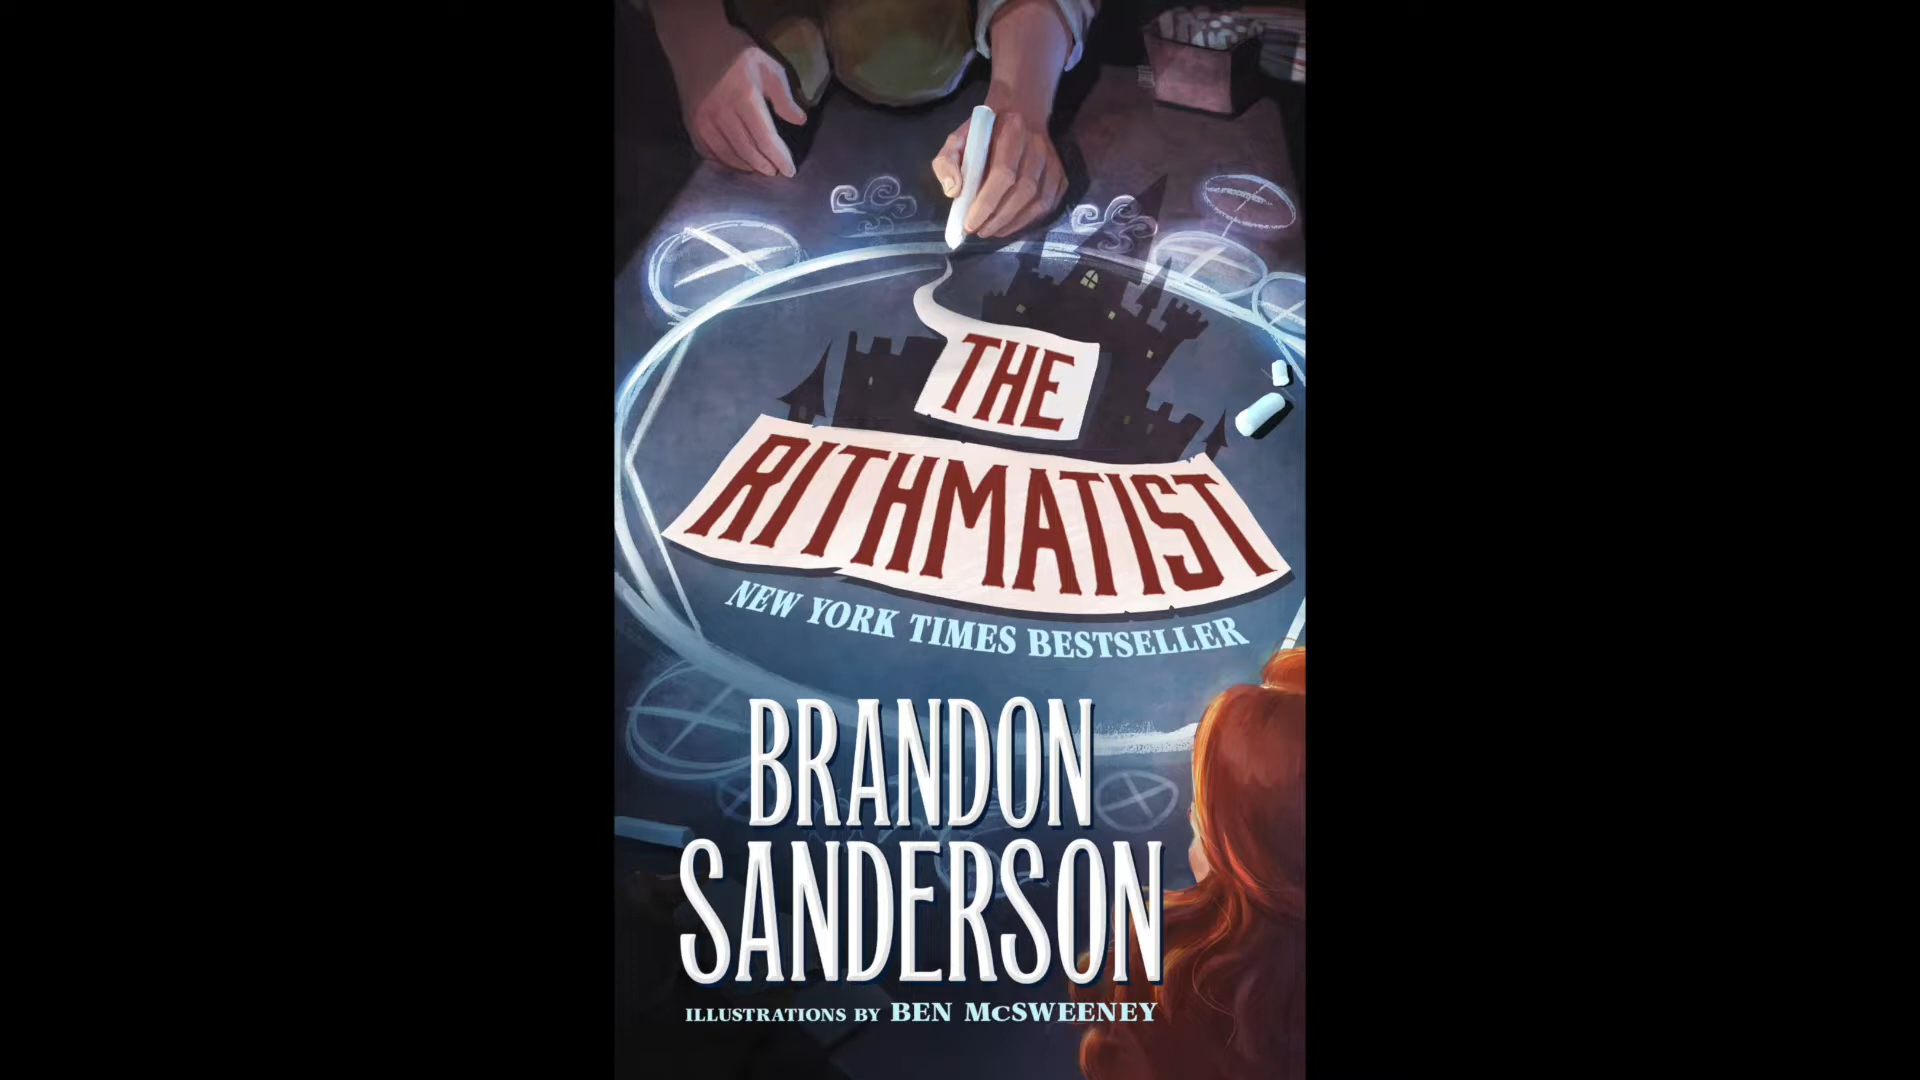 THE
RITHMATIST
NEW YORK TIMES BESTSELLER
BRANDON
SANDERSON
ILLUSTRATIONS BY BEN McSWEENEY